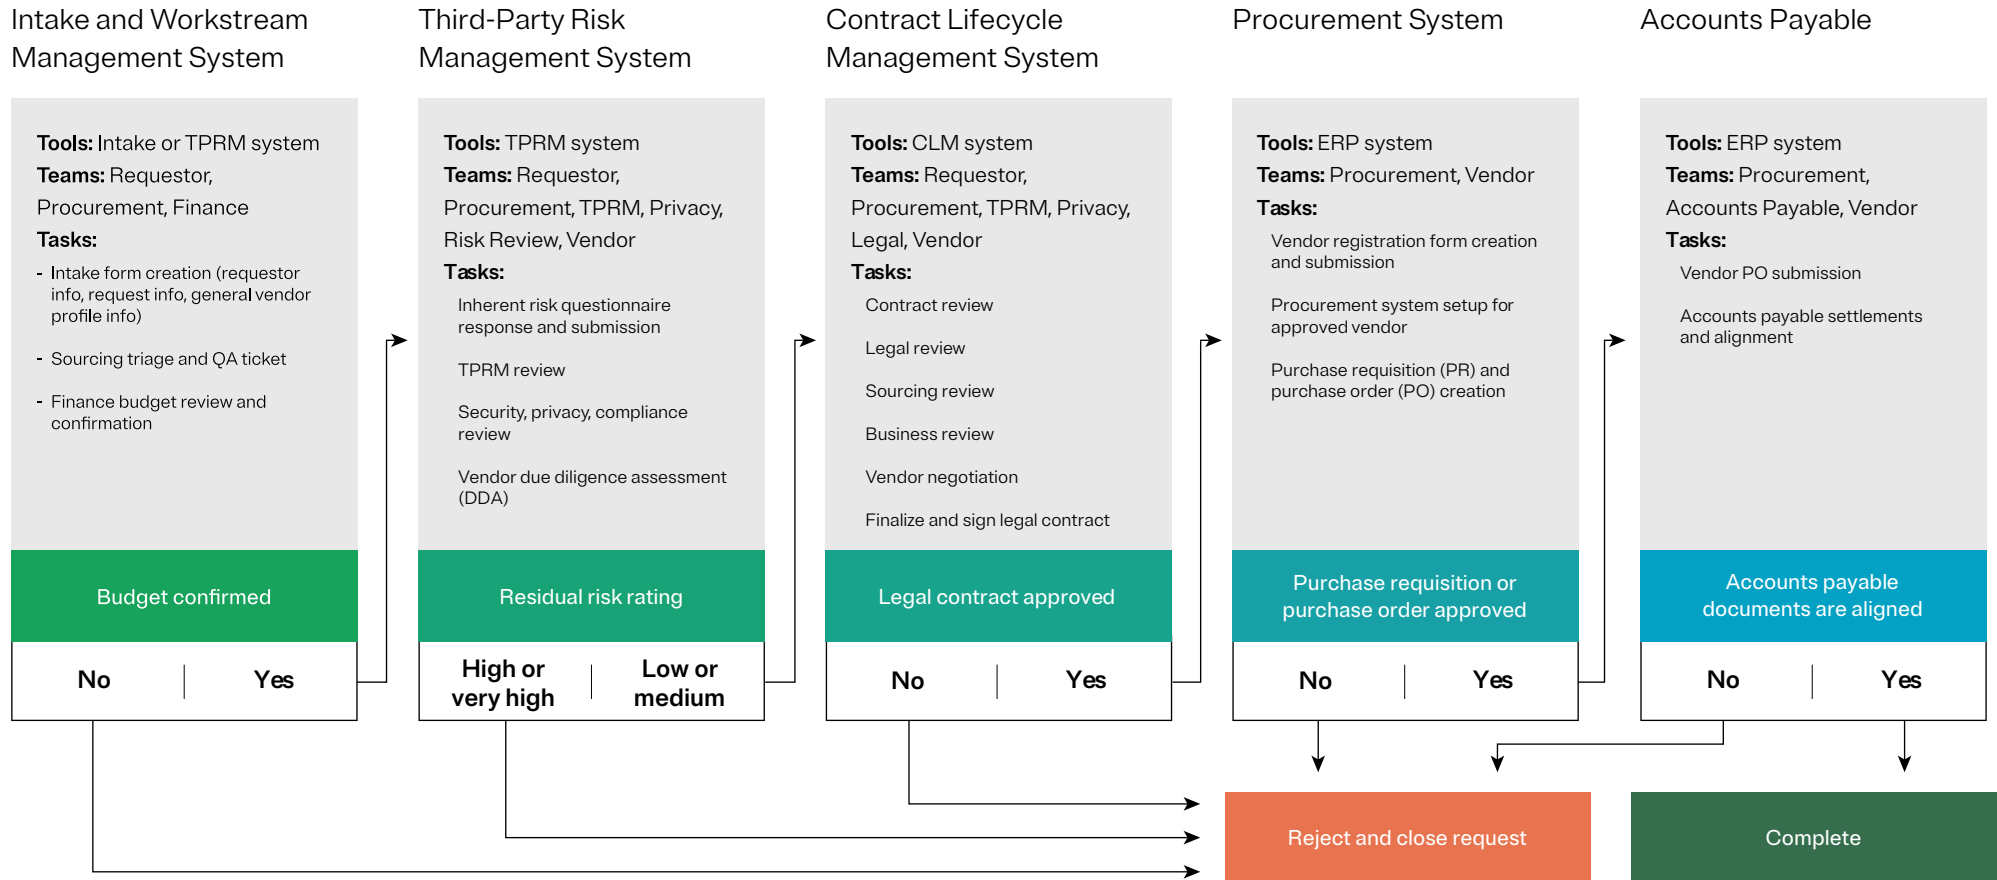 Intake and Workstream
Management System
Tools: Intake or TPRM system
Teams: Requestor,
Procurement, Finance
Tasks:
- Intake form creation (requestor
info, request info, general vendor
profile info)
- Sourcing triage and QA ticket
- Finance budget review and
confirmation
Budget confirmed
No
Yes
Third-Party Risk
Management System
Tools: TPRM system
Teams: Requestor,
Procurement, TPRM, Privacy,
Risk Review, Vendor
Tasks:
Inherent risk questionnaire
response and submission
TPRM review
Security, privacy, compliance
review
Vendor due diligence assessment
(DDA)
Residual risk rating
High or
very high
Low or
medium
Contract Lifecycle
Management System
Tools: CLM system
Teams: Requestor,
Procurement, TPRM, Privacy,
Legal, Vendor
Tasks:
Contract review
Legal review
Sourcing review
Business review
Vendor negotiation
Finalize and sign legal contract
Legal contract approved
No
Yes
Procurement System
Tools: ERP system
Teams: Procurement, Vendor
Tasks:
Vendor registration form creation
and submission
Procurement system setup for
approved vendor
Purchase requisition (PR) and
purchase order (PO) creation
Purchase requisition or
purchase order approved
No
Yes
Accounts Payable
Tools: ERP system
Teams: Procurement,
Accounts Payable, Vendor
Tasks:
Vendor PO submission
Accounts payable settlements
and alignment
Accounts payable
documents are aligned
No
Yes
Reject and close request
Complete